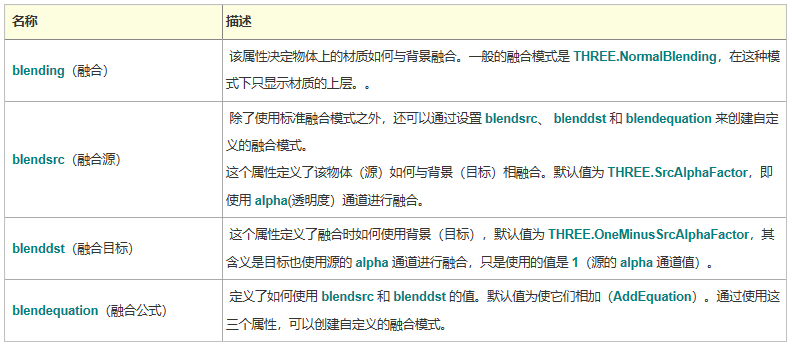 名称
描述
blending（融合）
该属性决定物体上的材质如何与背景融合。一般的融合模式是 THREE.NormalBlending，在这种模
式下只显示材质的上层。。
blendsrc（融合源）
除了使用标准融合模式之外，还可以通过设置 blendsrc、 blenddst 和 blendequation 来创建自定
义的融合模式。
这个属性定义了该物体（源）如何与背景（目标）相融合。默认值为 THREE.SrcAlphaFactor，即
使用 alpha(透明度）通道进行融合。
blenddst（融合目标）
这个属性定义了融合时如何使用背景（目标），默认值为 THREE.OneMinusSrcAlphaFactor，其
含义是目标也使用源的 alpha 通道进行融合，只是使用的值是 1（源的 alpha 通道值）。
blendequation（融合公式）
定义了如何使用 blendsrc 和 blenddst 的值。默认值为使它们相加（AddEquation）。通过使用这
三个属性，可以创建自定义的融合模式。